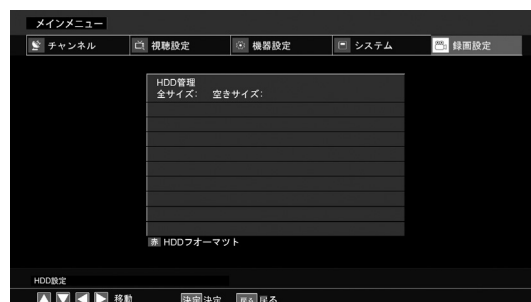 メインメニュー
チャンネル 視聴設定 機器設定 システム 録画設定
HDD管理
全サイズ: 空きサイズ:
赤 HDDフオーマツト
HDD設定
移動 決定 決定 戻る 戻る